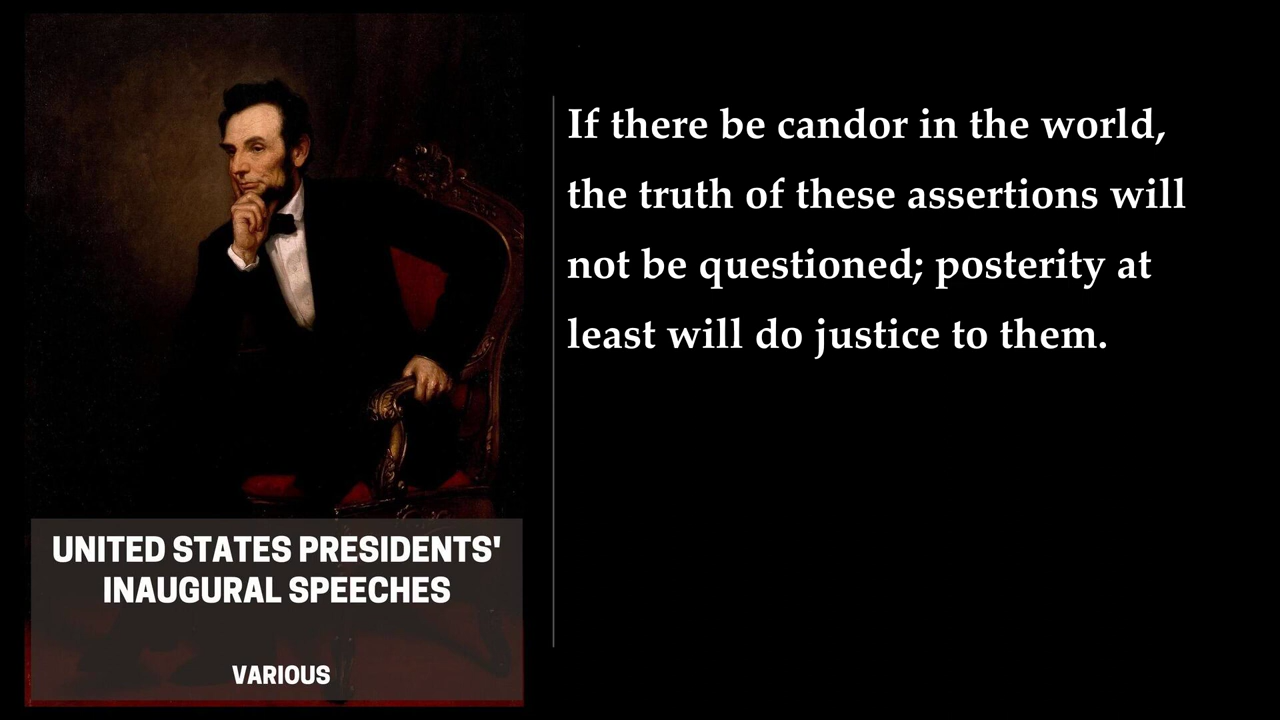 If there be candor in the world,
the truth of these assertions will
not be questioned; posterity at
least will do justice to them.
UNITED STATES PRESIDENTS'
INAUGURAL SPEECHES
VARIOUS